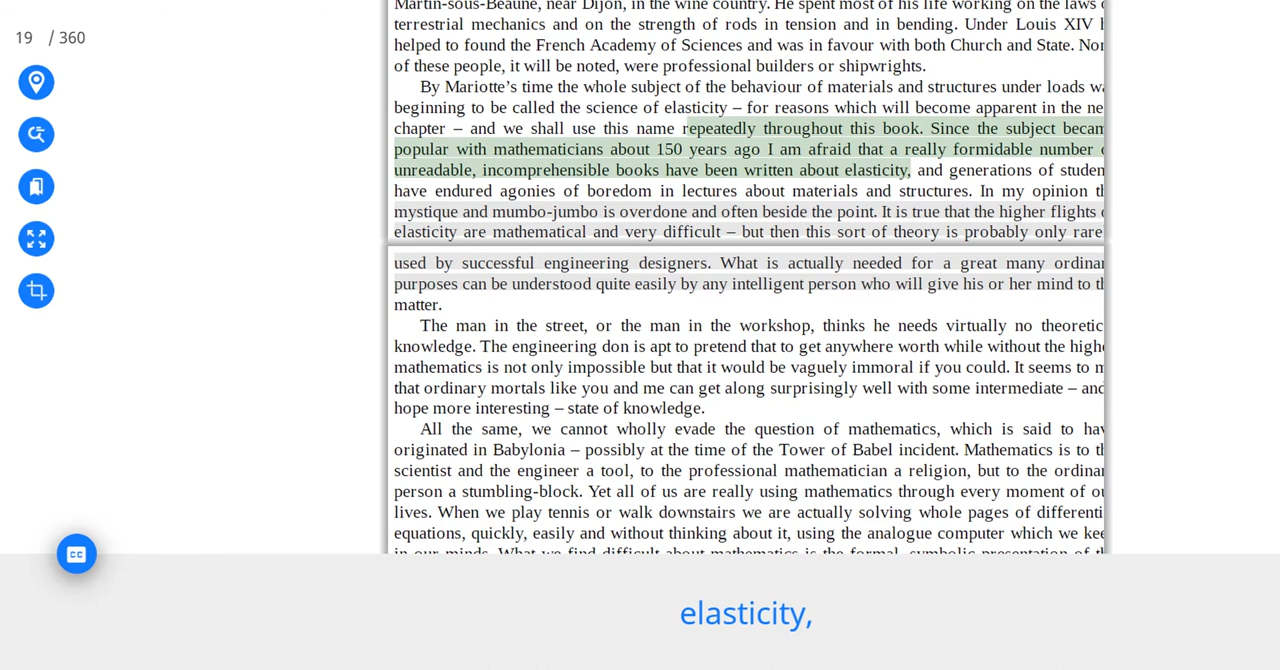 19 / 360
Martin-sous-Beaune, near Dijon, in the wine country. He spent most of his life working on the laws
terrestrial mechanics and on the strength of rods in tension and in bending. Under Louis XIV
helped to found the French Academy of Sciences and was in favour with both Church and State.
of these people, it will be noted, were professional builders or shipwrights.
By Mariotte’s time the whole subject of the behaviour of materials and structures under loads
beginning to be called the science of elasticity – for reasons which will become apparent in the
chapter – and we shall use this name repeatedly throughout this book. Since the subject
popular with mathematicians about 150 years ago I am afraid that a really formidable number
unreadable, incomprehensible books have been written about elasticity, and generations of
have endured agonies of boredom in lectures about materials and structures. In my opinion
mystique and mumbo-jumbo is overdone and often beside the point. It is true that the higher flights
elasticity are mathematical and very difficult – but then this sort of theory is probably only
used by successful engineering designers. What is actually needed for a great many
purposes can be understood quite easily by any intelligent person who will give his or her mind to
matter.
The man in the street, or the man in the workshop, thinks he needs virtually no
knowledge. The engineering don is apt to pretend that to get anywhere worth while without the
mathematics is not only impossible but that it would be vaguely immoral if you could. It seems to
that ordinary mortals like you and me can get along surprisingly well with some intermediate – and
hope more interesting – state of knowledge.
All the same, we cannot wholly evade the question of mathematics, which is said to
originated in Babylonia – possibly at the time of the Tower of Babel incident. Mathematics is to
scientist and the engineer a tool, to the professional mathematician a religion, but to the
person a stumbling-block. Yet all of us are really using mathematics through every moment of
lives. When we play tennis or walk downstairs we are actually solving whole pages of
equations, quickly, easily and without thinking about it, using the analogue computer which we
in our minds. What we find difficult about mathematics is the formal, symbolic presentation of
CC
elasticity,